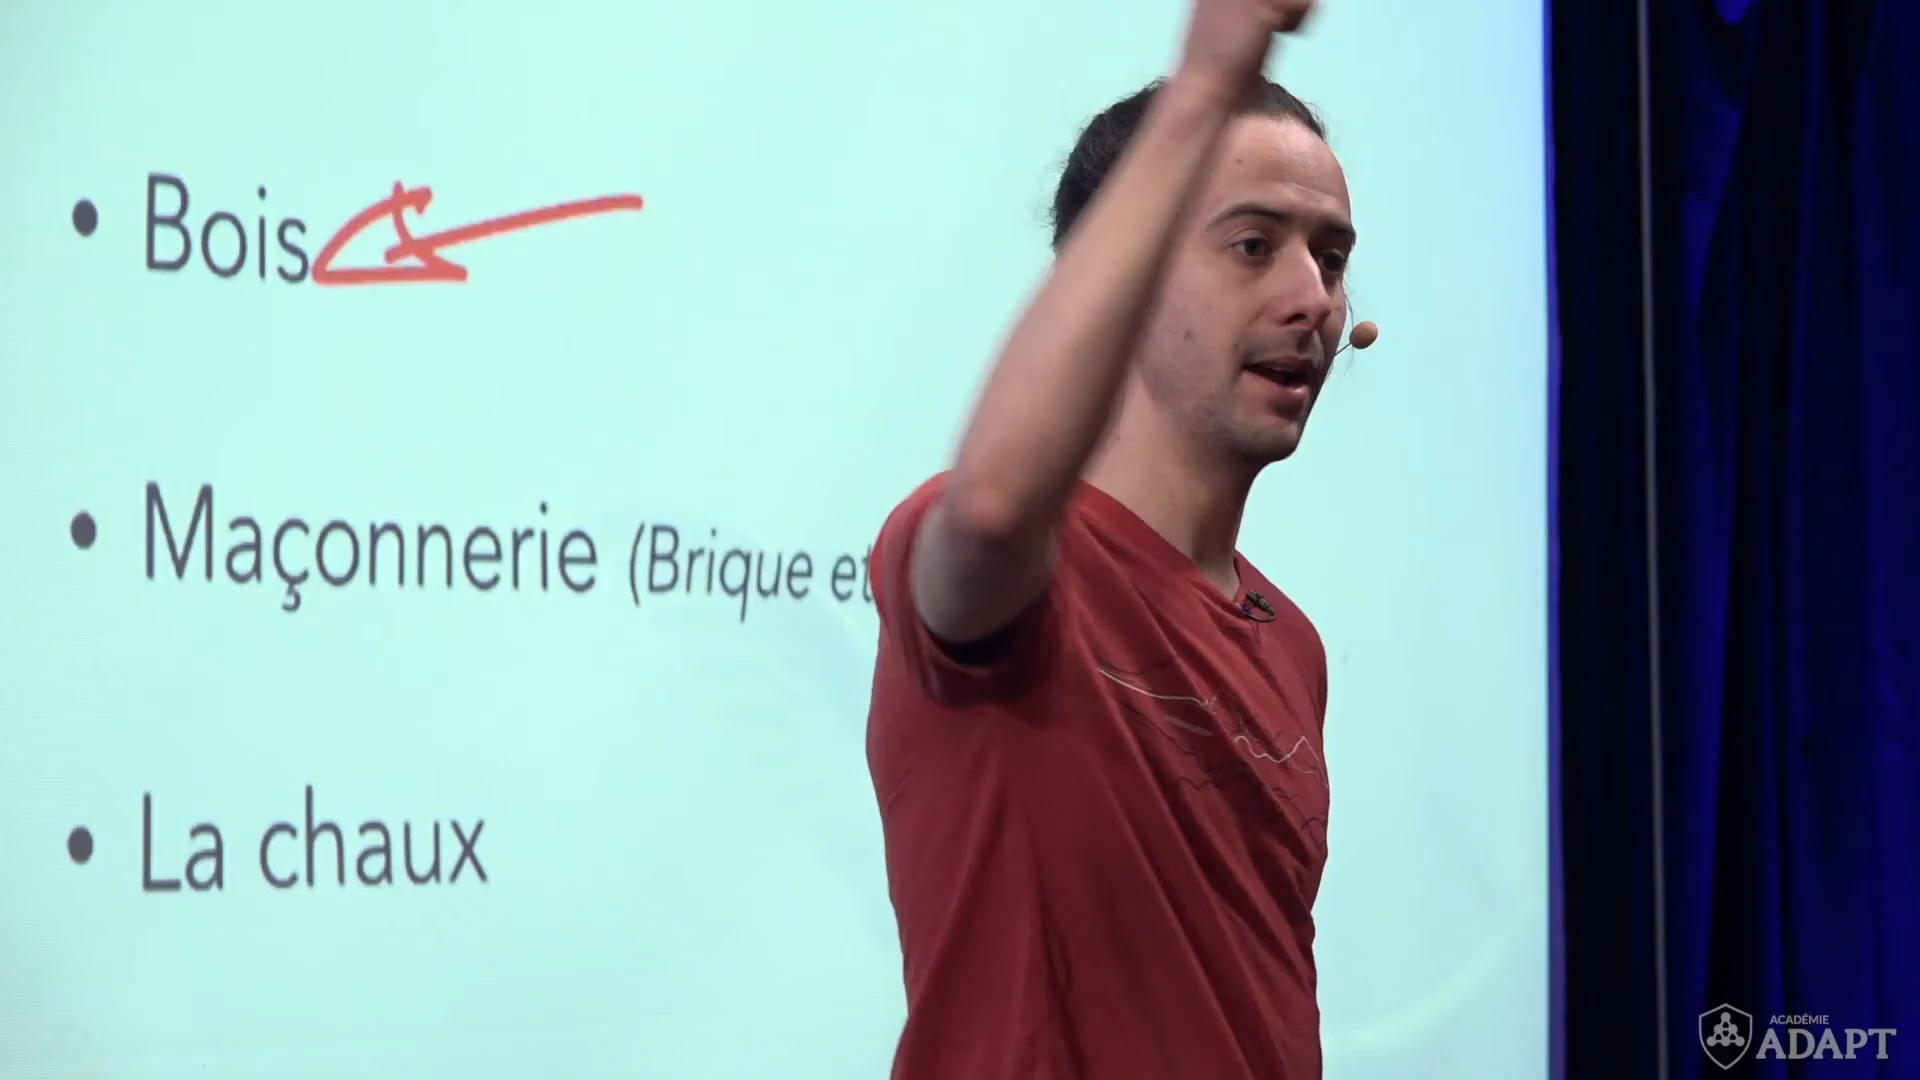 • Bois
• Maçonnerie (Brique et
• La chaux
ACADÉMIE
ADAPT